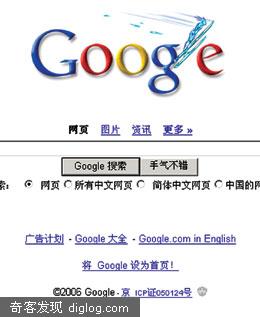 Google
网页 图片 资讯 更多 »
Google 搜索 手气不错
索: 网页 所有中文网页 简体中文网页 中国的网
广告计划 - Google 大全 - Google.com in English
将 Google 设为首页！
©2006 Google - 京 ICP证050124号
奇客发现 diglog.com